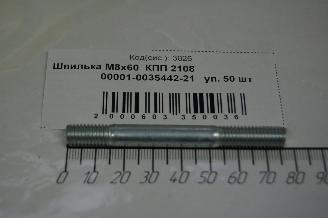 Код(сис.): 3026
Шпилька М8х60 КПП 2108
00001-0035442-21 уп. 50 шт
2 000603 350036
0 10 20 30 40 50 60 70 80 90